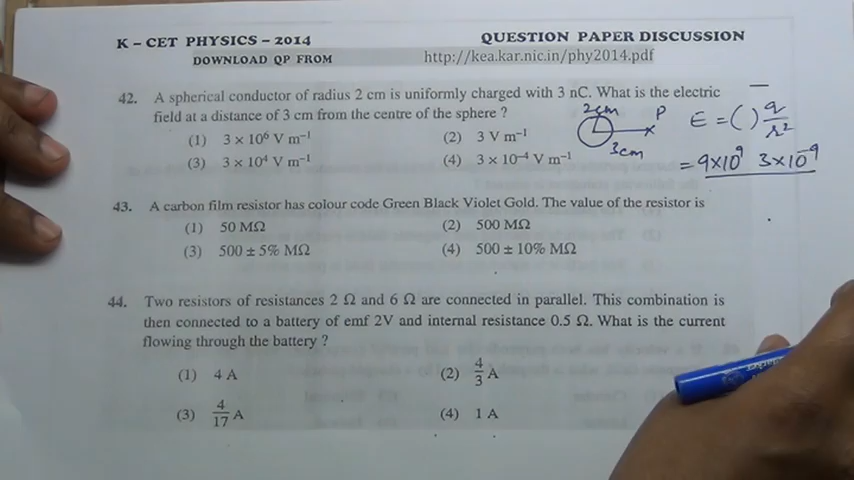 K – CET PHYSICS – 2014
QUESTION PAPER DISCUSSION
DOWNLOAD QP FROM
http://kea.kar.nic.in/phy2014.pdf
42. A spherical conductor of radius 2 cm is uniformly charged with 3 nC. What is the electric
field at a distance of 3 cm from the centre of the sphere ?
(1) 3 × 10⁶ V m⁻¹
(2) 3 V m⁻¹
(3) 3 × 10⁴ V m⁻¹
(4) 3 × 10⁻⁴ V m⁻¹
2cm
P
3cm
E = ( ) q/r²
= 9×10⁹ 3×10⁻⁹
43. A carbon film resistor has colour code Green Black Violet Gold. The value of the resistor is
(1) 50 MΩ
(2) 500 MΩ
(3) 500 ± 5% MΩ
(4) 500 ± 10% MΩ
44. Two resistors of resistances 2 Ω and 6 Ω are connected in parallel. This combination is
then connected to a battery of emf 2V and internal resistance 0.5 Ω. What is the current
flowing through the battery ?
(1) 4 A
(2) 4/3 A
(3) 4/17 A
(4) 1 A